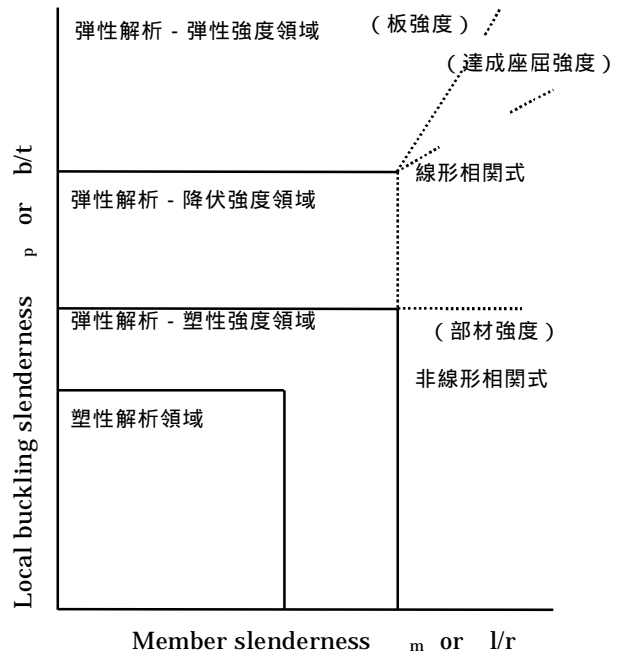 弾性解析 - 弾性強度領域
(板強度)
(達成座屈強度)
線形相関式
弾性解析 - 降伏強度領域
弾性解析 - 塑性強度領域
(部材強度)
非線形相関式
塑性解析領域
Local buckling slenderness p or b/t
Member slenderness m or l/r